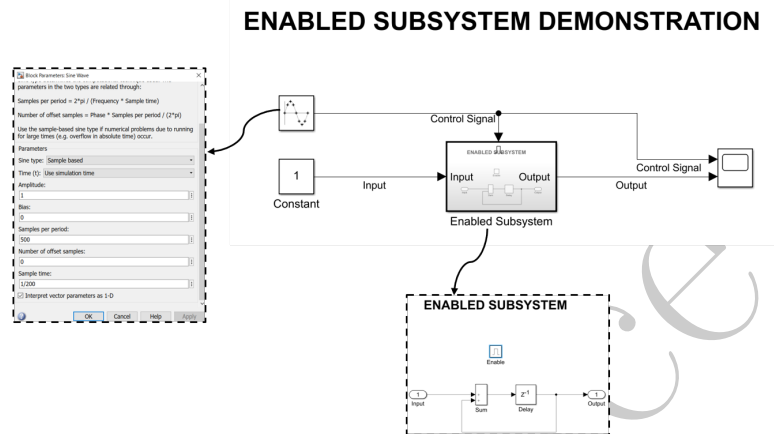 ENABLED SUBSYSTEM DEMONSTRATION
Block Parameters: Sine Wave
parameters in the two types are related through:
Samples per period = 2*pi / (Frequency * Sample time)
Number of offset samples = Phase * Samples per period / (2*pi)
Use the sample-based sine type if numerical problems due to running
for large times (e.g. overflow in absolute time) occur.
Parameters
Sine type: Sample based
Time (t): Use simulation time
Amplitude:
1
Bias:
0
Samples per period:
500
Number of offset samples:
0
Sample time:
1/200
Interpret vector parameters as 1-D
OK Cancel Help Apply
Control Signal
1
Constant
Input
ENABLED SUBSYSTEM
Input Output
Enabled Subsystem
Control Signal
Output
ENABLED SUBSYSTEM
Enable
1
Input
Sum
Z-1
Delay
1
Output